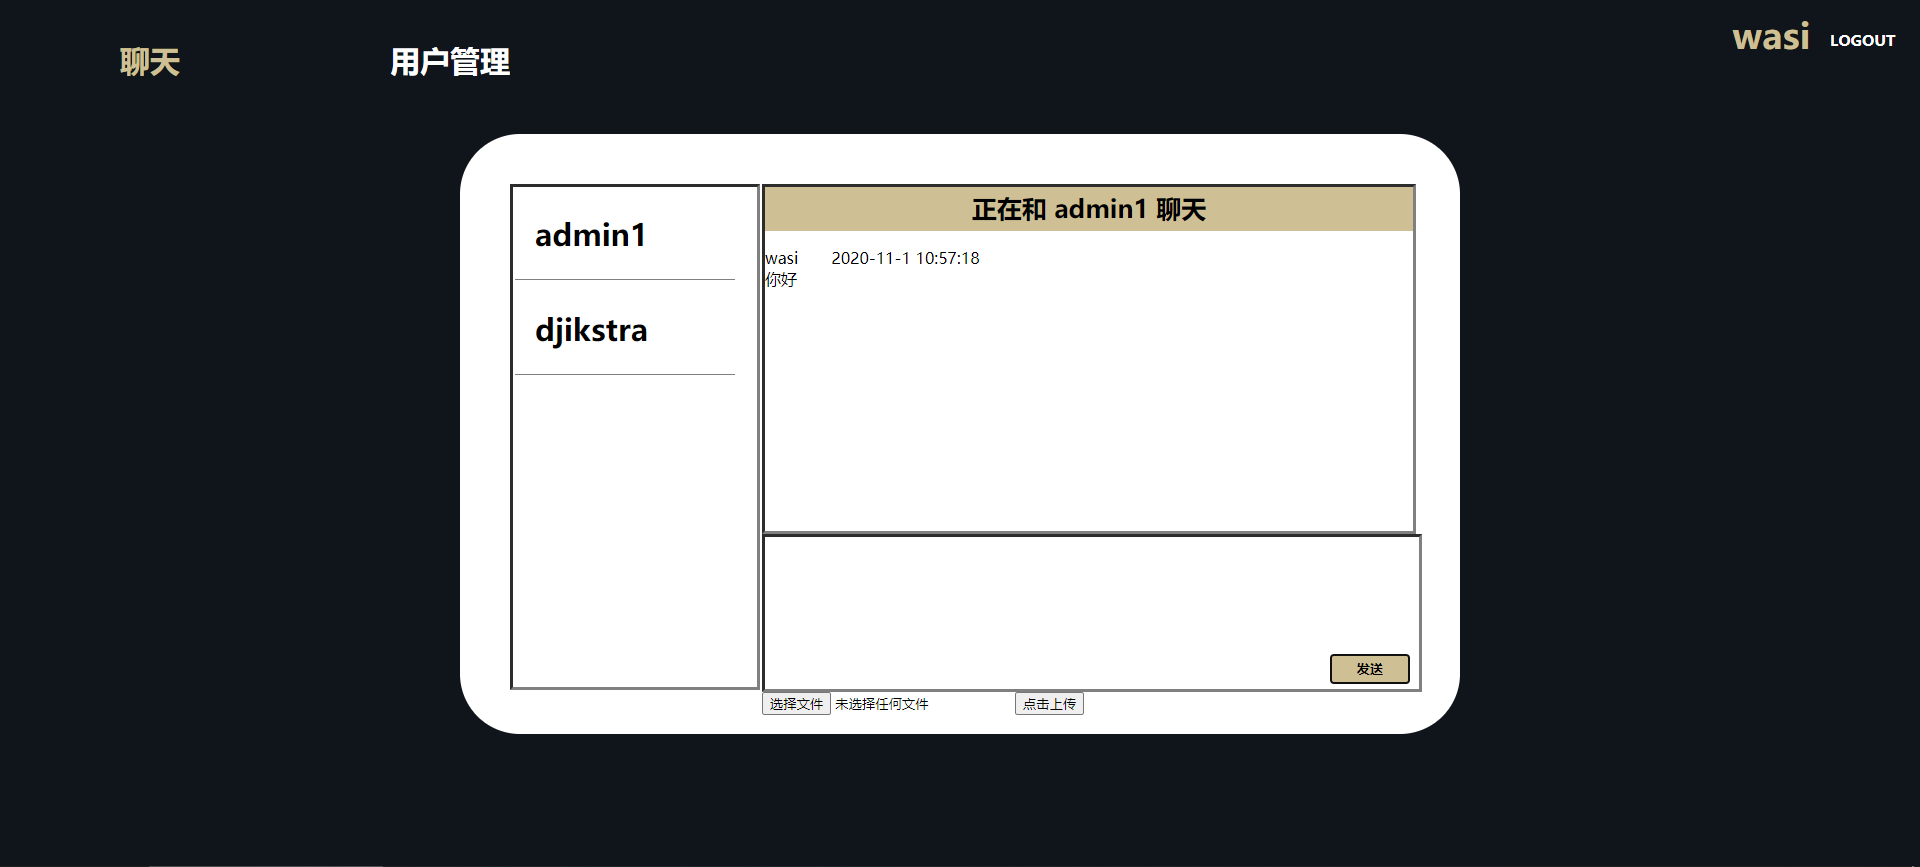 聊天
用户管理
wasi
LOGOUT
admin1
djikstra
正在和 admin1 聊天
wasi 2020-11-1 10:57:18
你好
发送
选择文件 未选择任何文件 点击上传